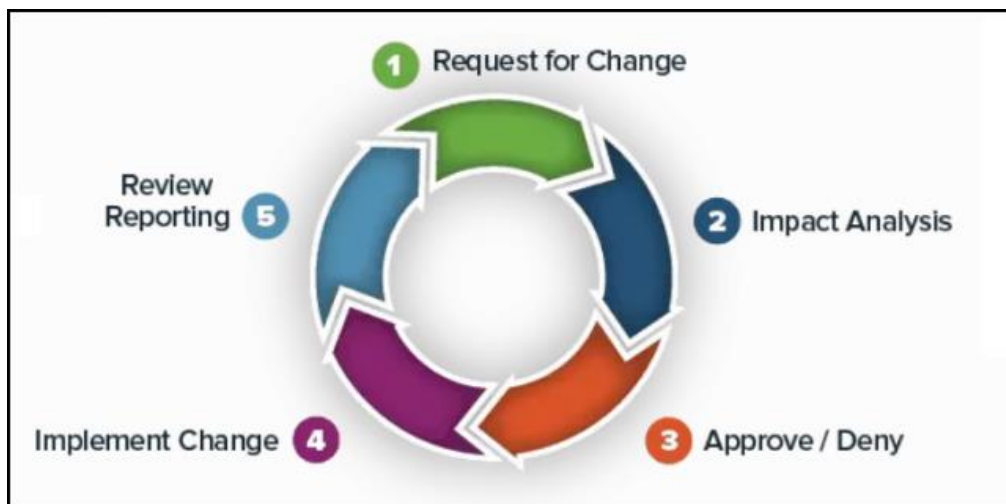 1 Request for Change
2 Impact Analysis
3 Approve / Deny
4 Implement Change
5 Review
Reporting